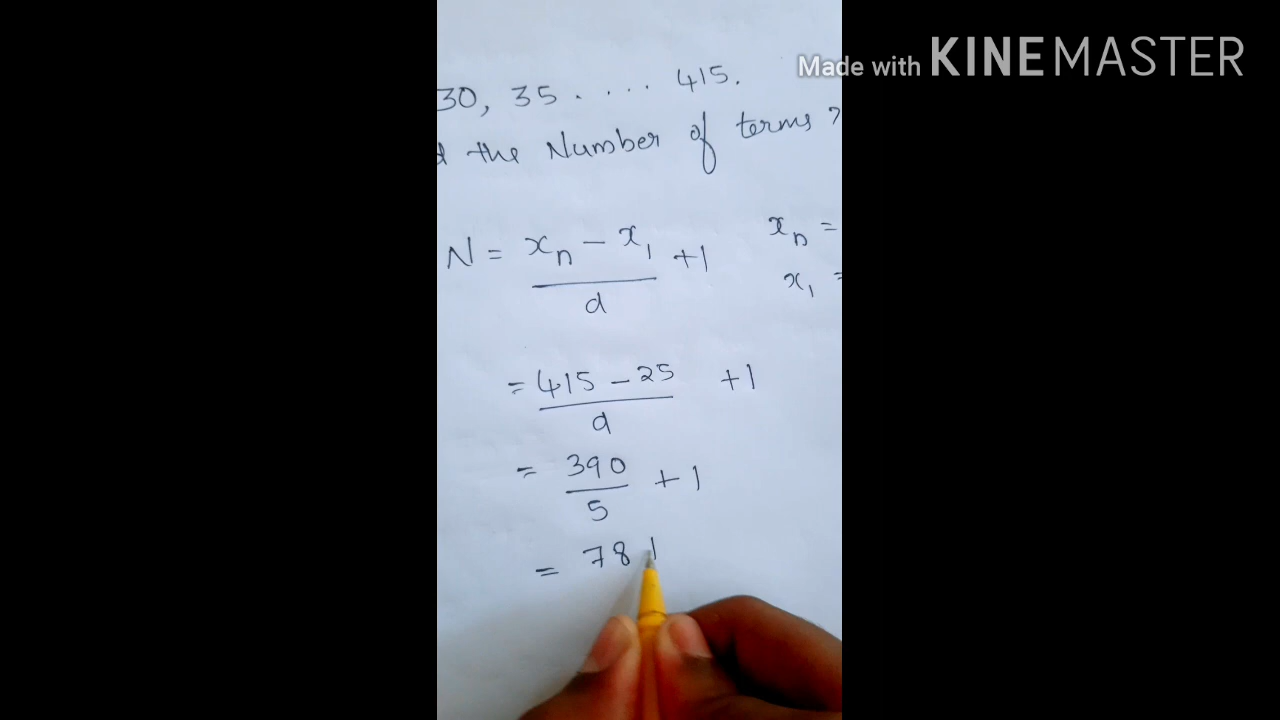 Made with KINEMASTER
30, 35 . . . . . 415.
the Number of terms ?
N = xₙ - x₁ / d + 1
xₙ =
x₁ =
= 415 - 25 / d + 1
= 390 / 5 + 1
= 78